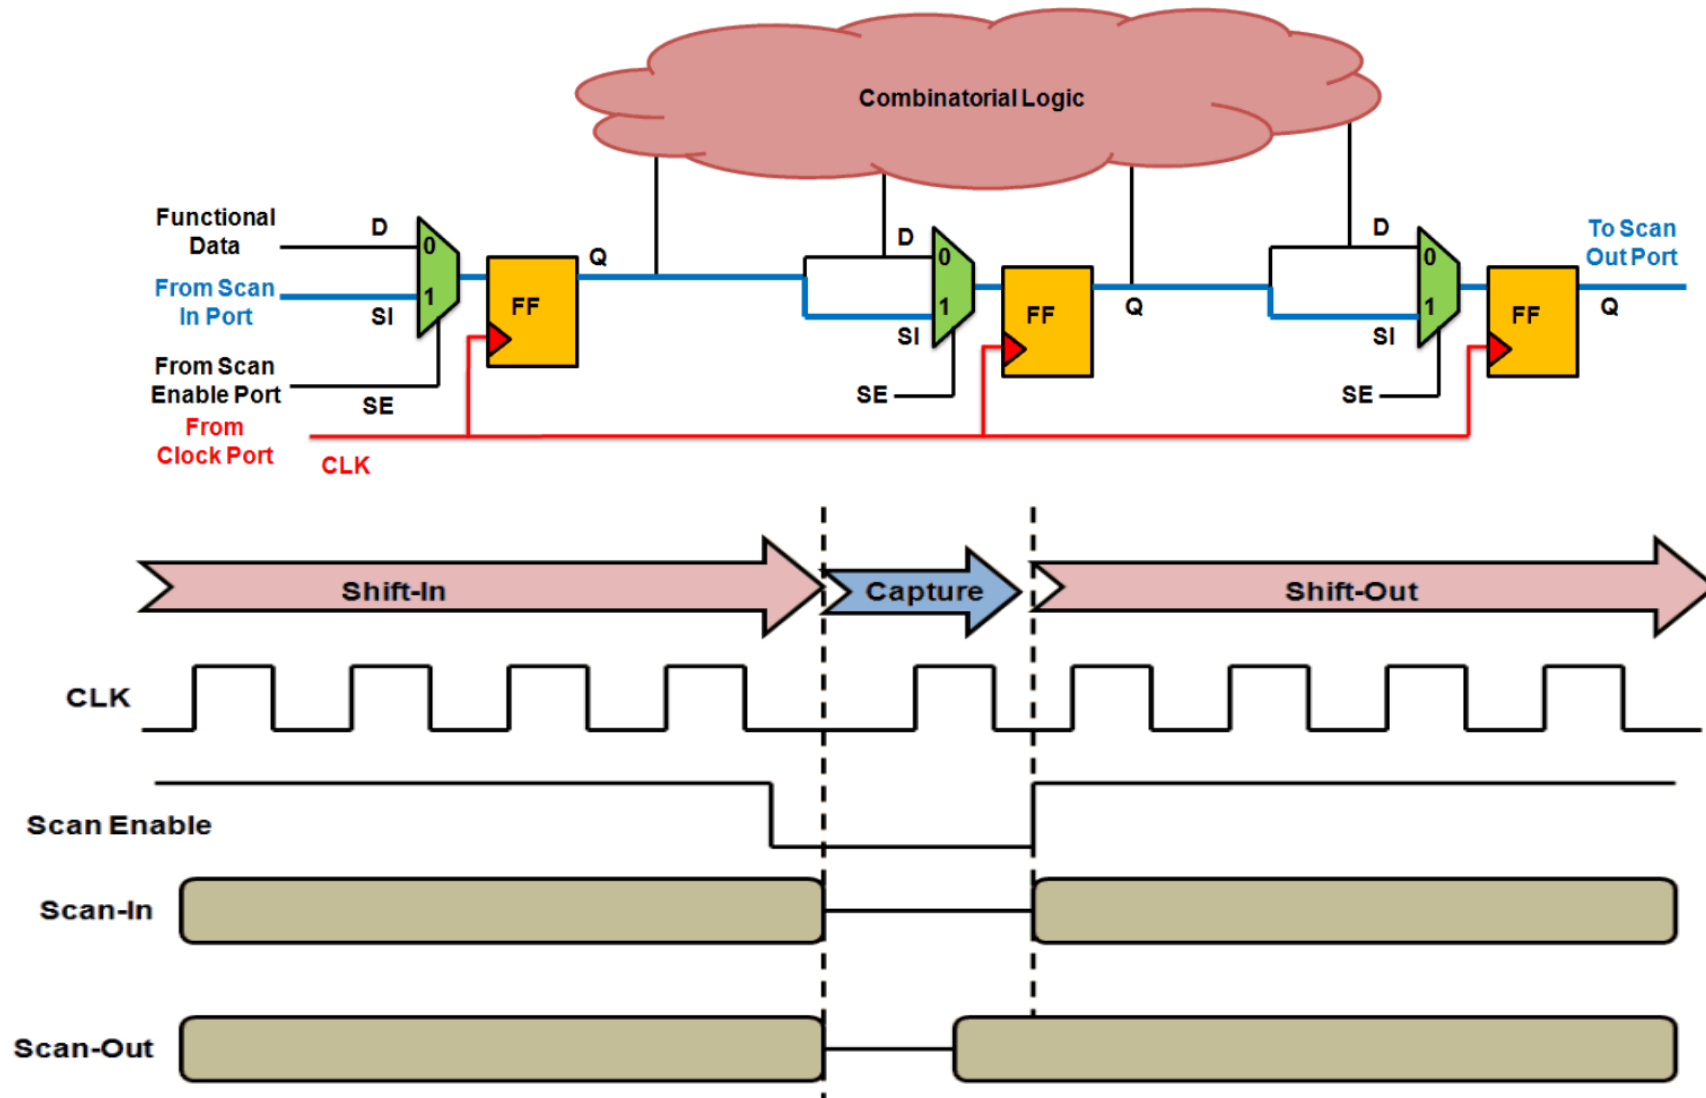 Combinatorial Logic
Functional
Data
D
0
From Scan
In Port
1
SI
From Scan
Enable Port
SE
From
Clock Port
CLK
FF
Q
D
0
1
SI
SE
FF
Q
D
0
1
SI
SE
FF
To Scan
Out Port
Q
Shift-In
Capture
Shift-Out
CLK
Scan Enable
Scan-In
Scan-Out